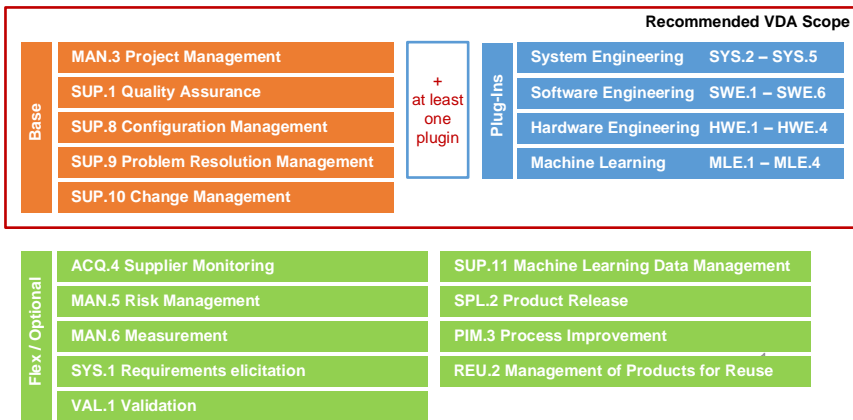 Recommended VDA Scope
Base
MAN.3 Project Management
SUP.1 Quality Assurance
SUP.8 Configuration Management
SUP.9 Problem Resolution Management
SUP.10 Change Management
+
at least
one
plugin
Plug-Ins
System Engineering SYS.2 – SYS.5
Software Engineering SWE.1 – SWE.6
Hardware Engineering HWE.1 – HWE.4
Machine Learning MLE.1 – MLE.4
Flex / Optional
ACQ.4 Supplier Monitoring
MAN.5 Risk Management
MAN.6 Measurement
SYS.1 Requirements elicitation
VAL.1 Validation
SUP.11 Machine Learning Data Management
SPL.2 Product Release
PIM.3 Process Improvement
REU.2 Management of Products for Reuse